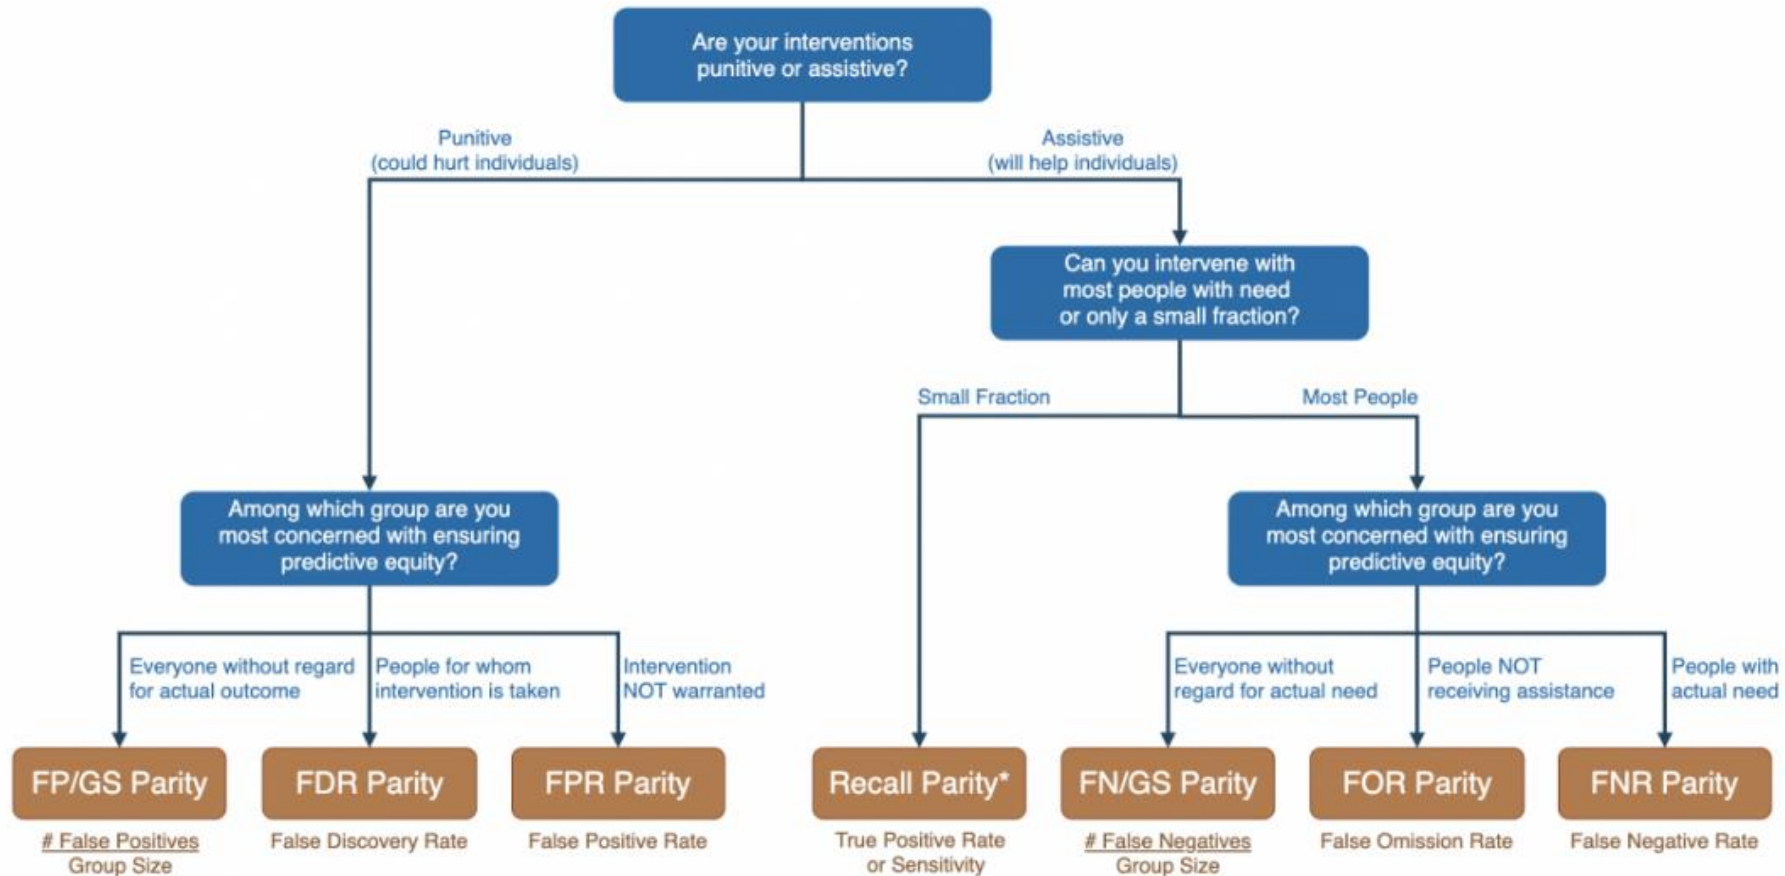 Are your interventions
punitive or assistive?
Punitive
(could hurt individuals)
Assistive
(will help individuals)
Can you intervene with
most people with need
or only a small fraction?
Small Fraction
Most People
Among which group are you
most concerned with ensuring
predictive equity?
Among which group are you
most concerned with ensuring
predictive equity?
Everyone without regard
for actual outcome
People for whom
intervention is taken
Intervention
NOT warranted
Everyone without
regard for actual need
People NOT
receiving assistance
People with
actual need
FP/GS Parity
FDR Parity
FPR Parity
Recall Parity*
FN/GS Parity
FOR Parity
FNR Parity
# False Positives
Group Size
False Discovery Rate
False Positive Rate
True Positive Rate
or Sensitivity
# False Negatives
Group Size
False Omission Rate
False Negative Rate